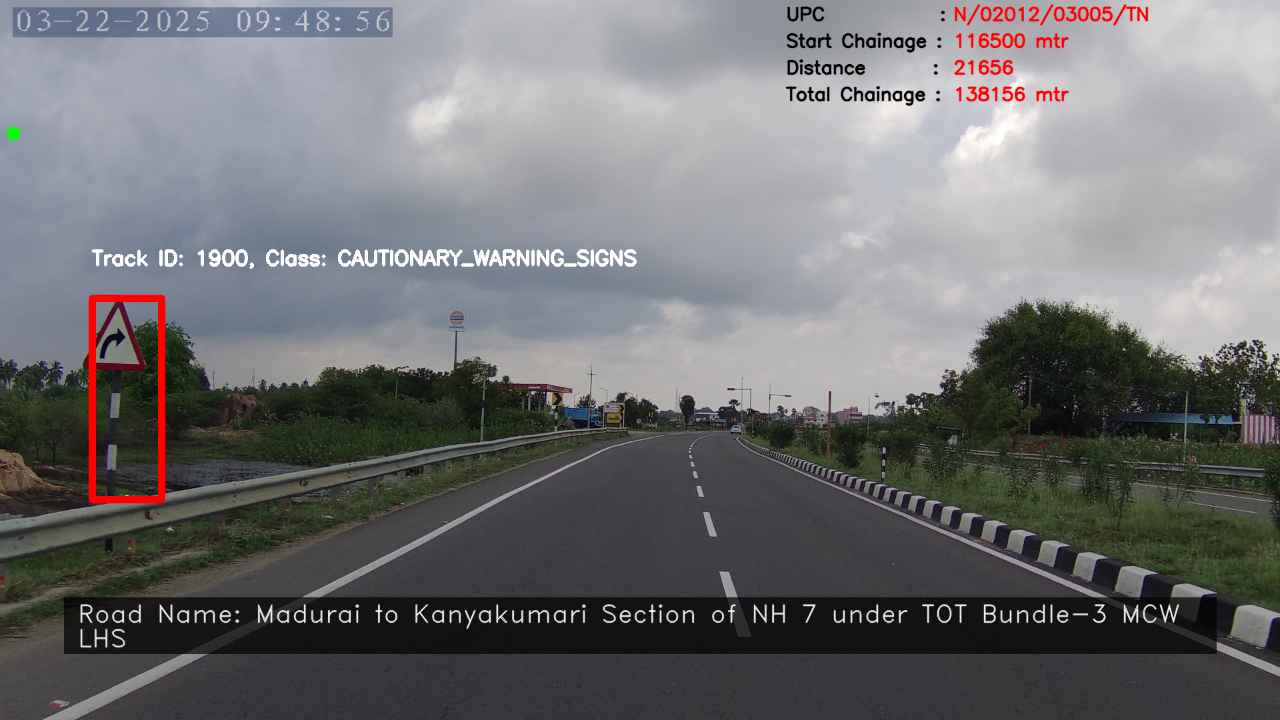 03-22-2025 09:48:56
UPC : N/02012/03005/TN
Start Chainage : 116500 mtr
Distance : 21656
Total Chainage : 138156 mtr
Track ID: 1900, Class: CAUTIONARY_WARNING_SIGNS
Road Name: Madurai to Kanyakumari Section of NH 7 under TOT Bundle-3 MCW
LHS